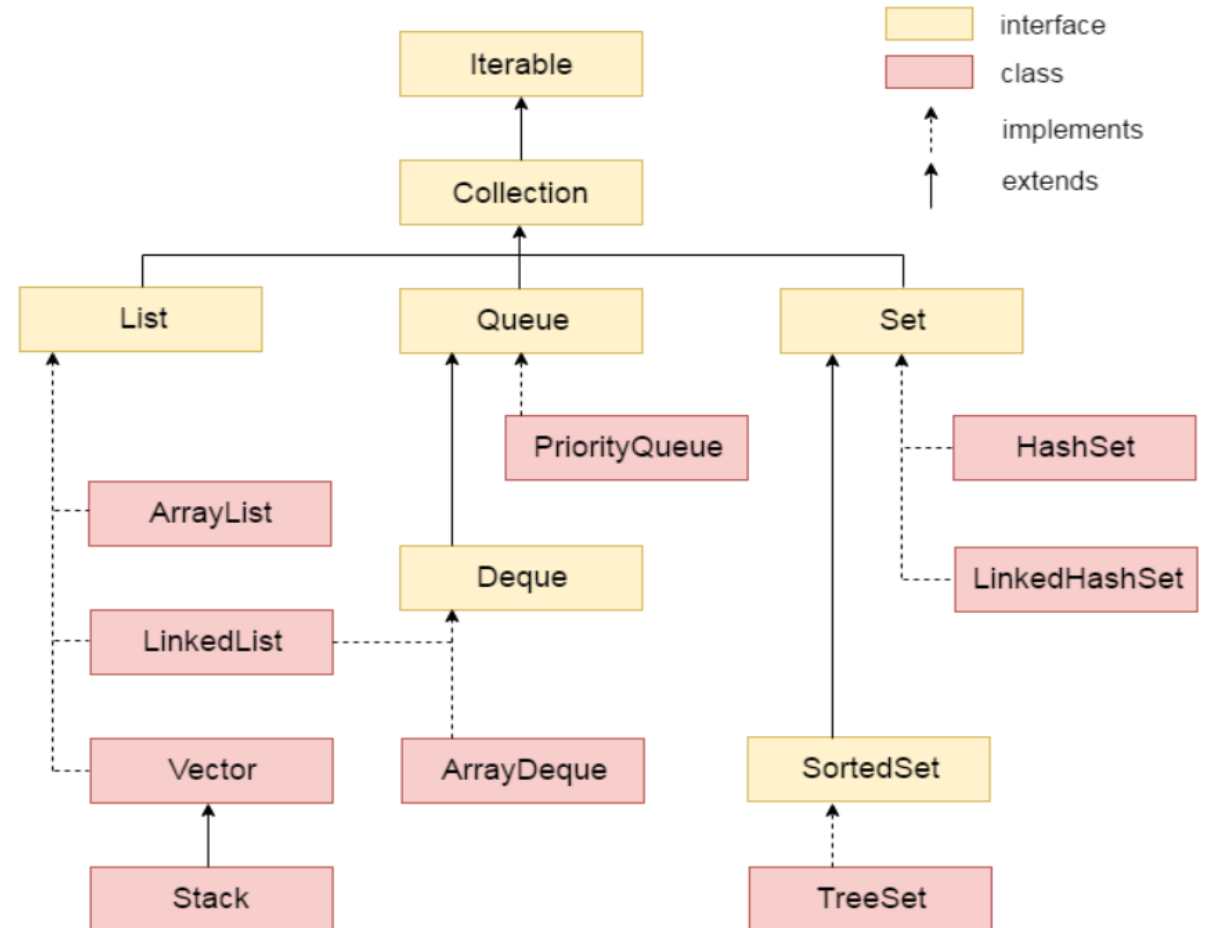 interface
Iterable
class
implements
extends
Collection
List
Queue
Set
PriorityQueue
HashSet
ArrayList
Deque
LinkedHashSet
LinkedList
Vector
ArrayDeque
SortedSet
Stack
TreeSet